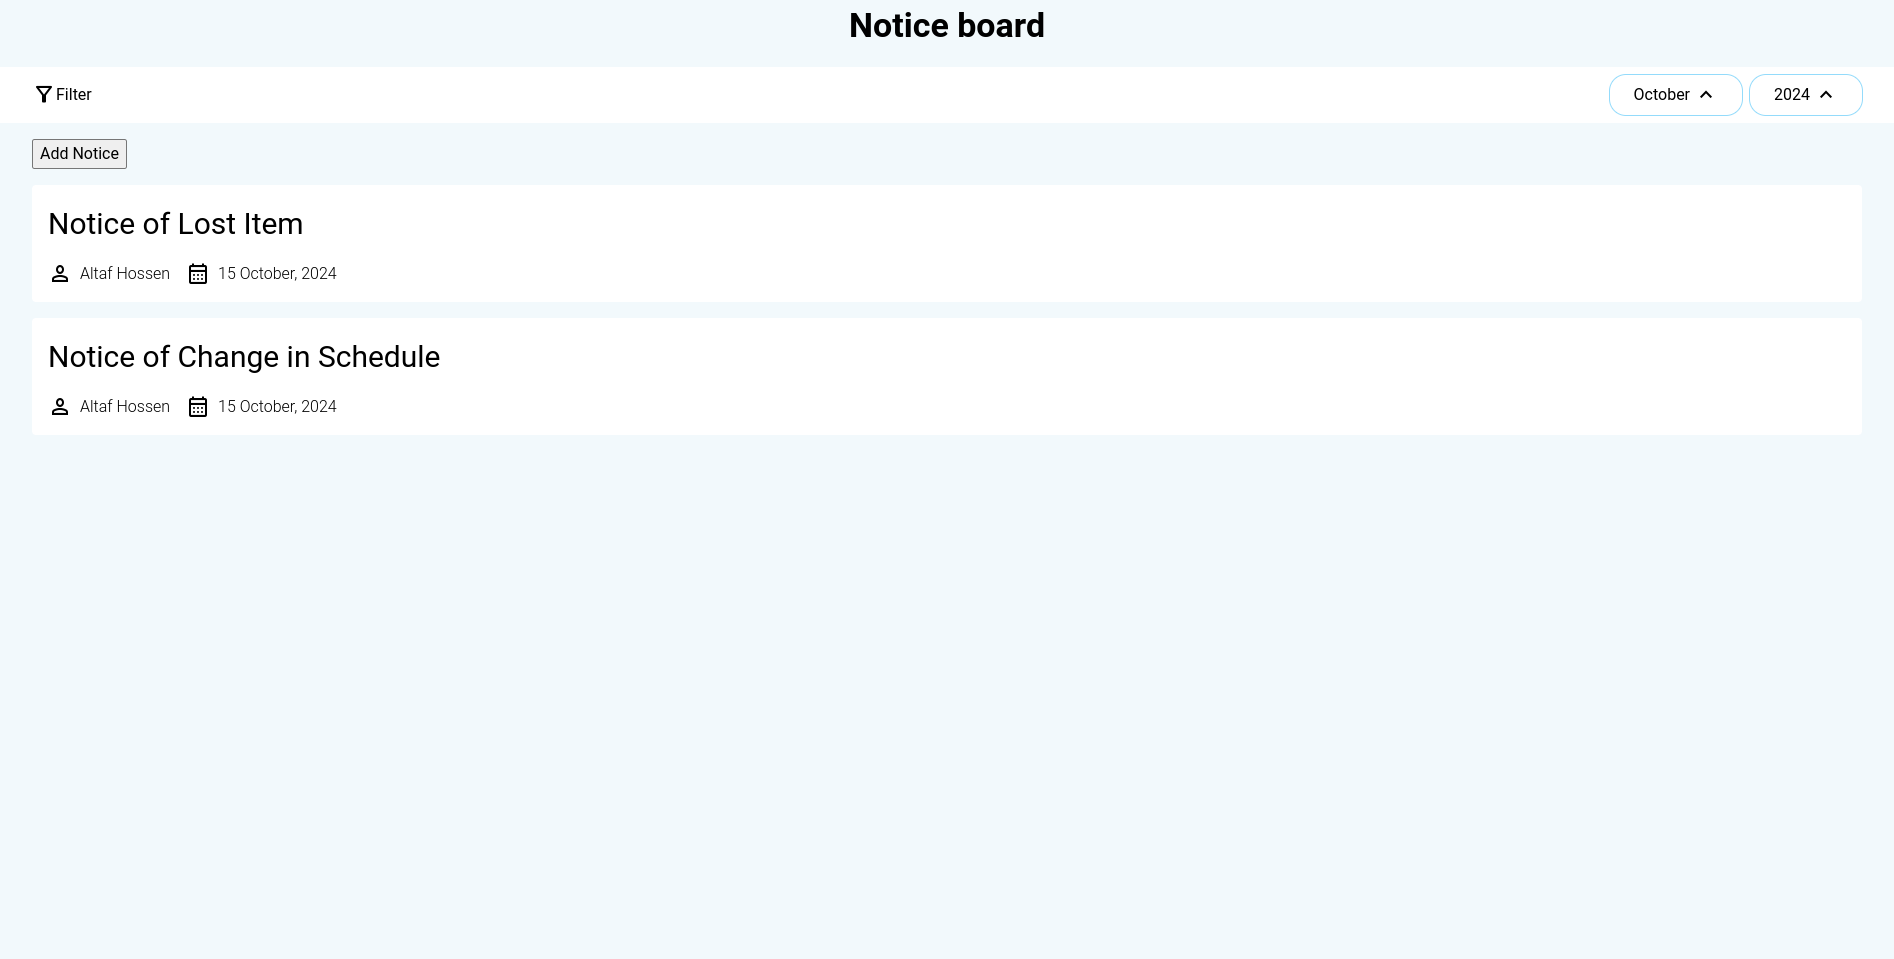 Notice board
Filter
October
2024
Add Notice
Notice of Lost Item
Altaf Hossen 15 October, 2024
Notice of Change in Schedule
Altaf Hossen 15 October, 2024